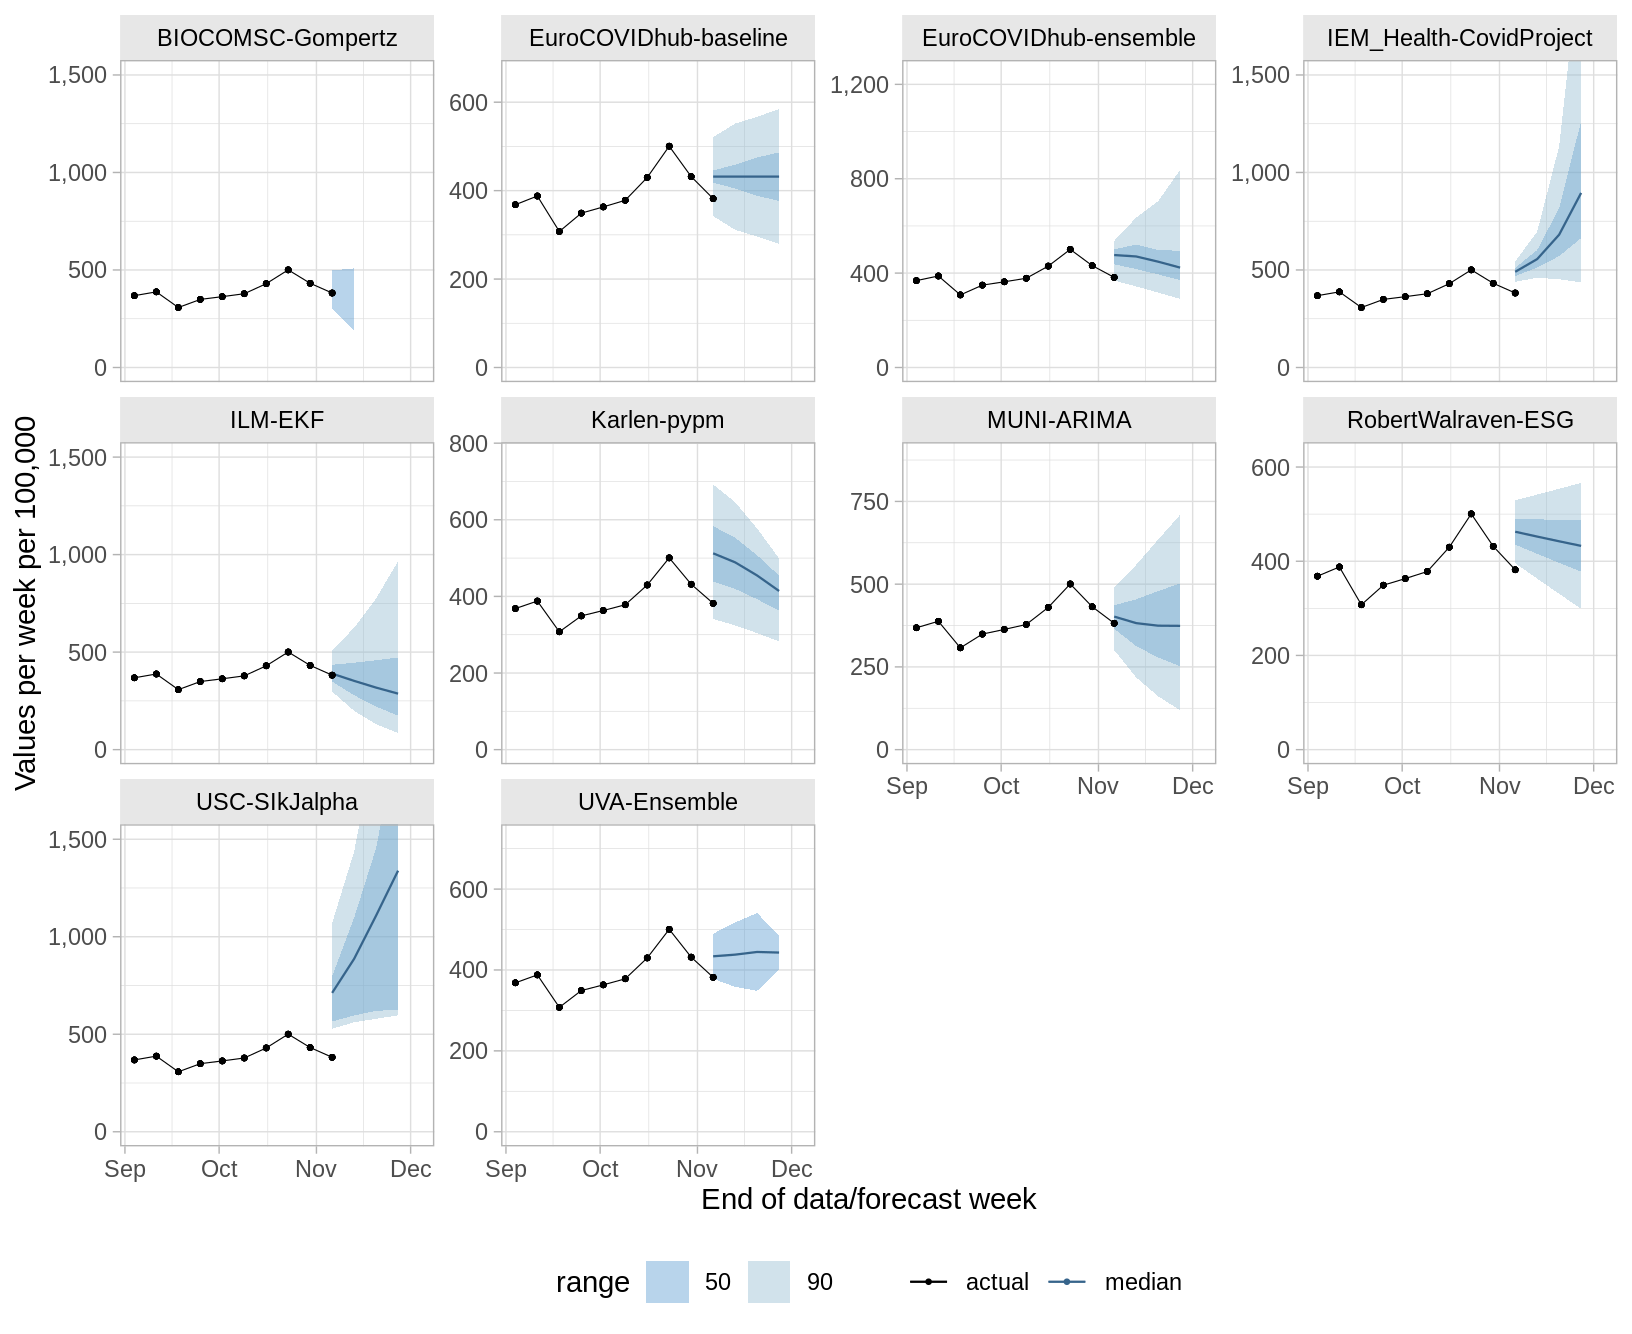 BIOCOMSC-Gompertz
EuroCOVIDhub-baseline
EuroCOVIDhub-ensemble
IEM_Health-CovidProject
1,500
1,000
500
0
600
400
200
0
1,200
800
400
0
1,500
1,000
500
0
ILM-EKF
Karlen-pypm
MUNI-ARIMA
RobertWalraven-ESG
1,500
1,000
500
0
800
600
400
200
0
750
500
250
0
600
400
200
0
Sep Oct Nov Dec
Sep Oct Nov Dec
USC-SIkJalpha
UVA-Ensemble
1,500
1,000
500
0
600
400
200
0
Sep Oct Nov Dec
Sep Oct Nov Dec
Values per week per 100,000
End of data/forecast week
range 50 90 actual median